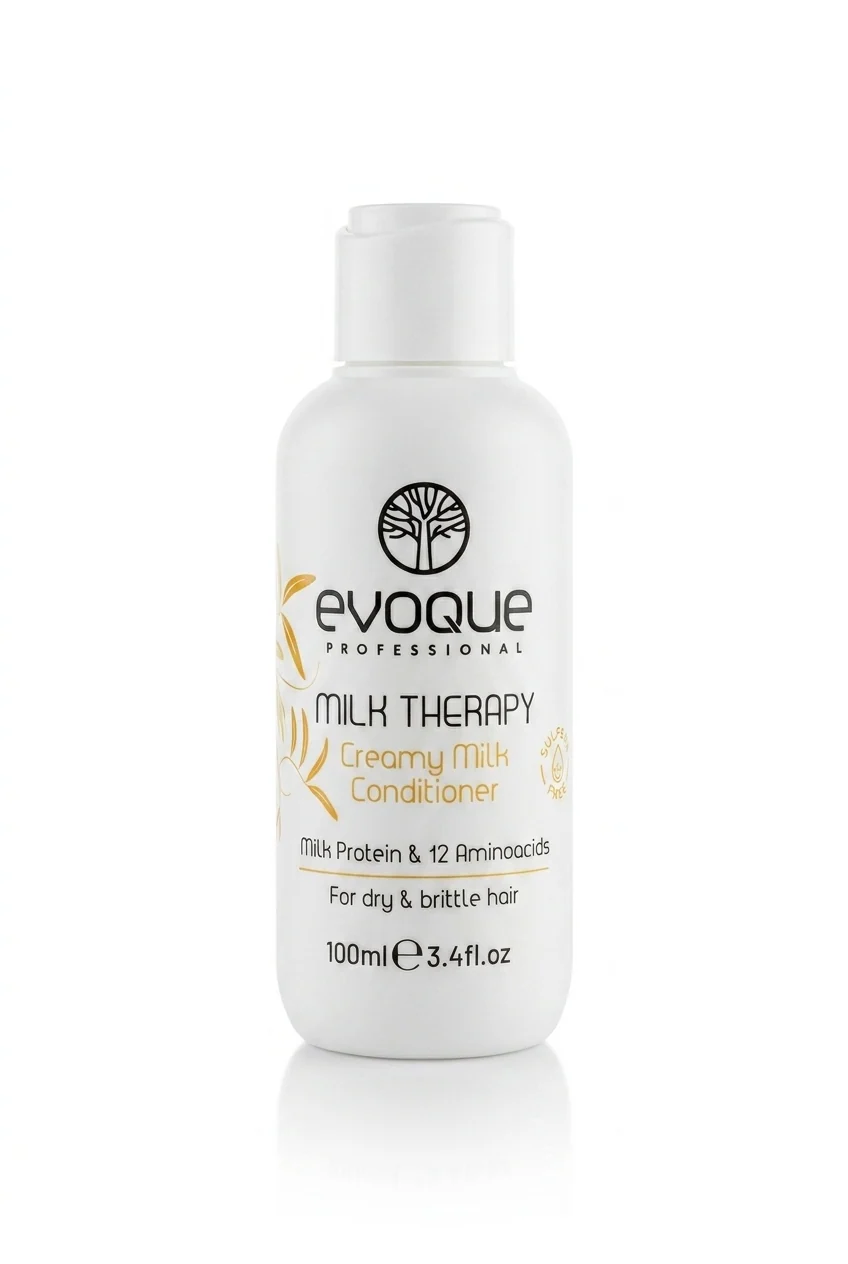 evoque
PROFESSIONAL
MILK THERAPY
Creamy Milk
Conditioner
Milk Protein & 12 Aminoacids
For dry & brittle hair
100ml℮3.4fl.oz
FREE